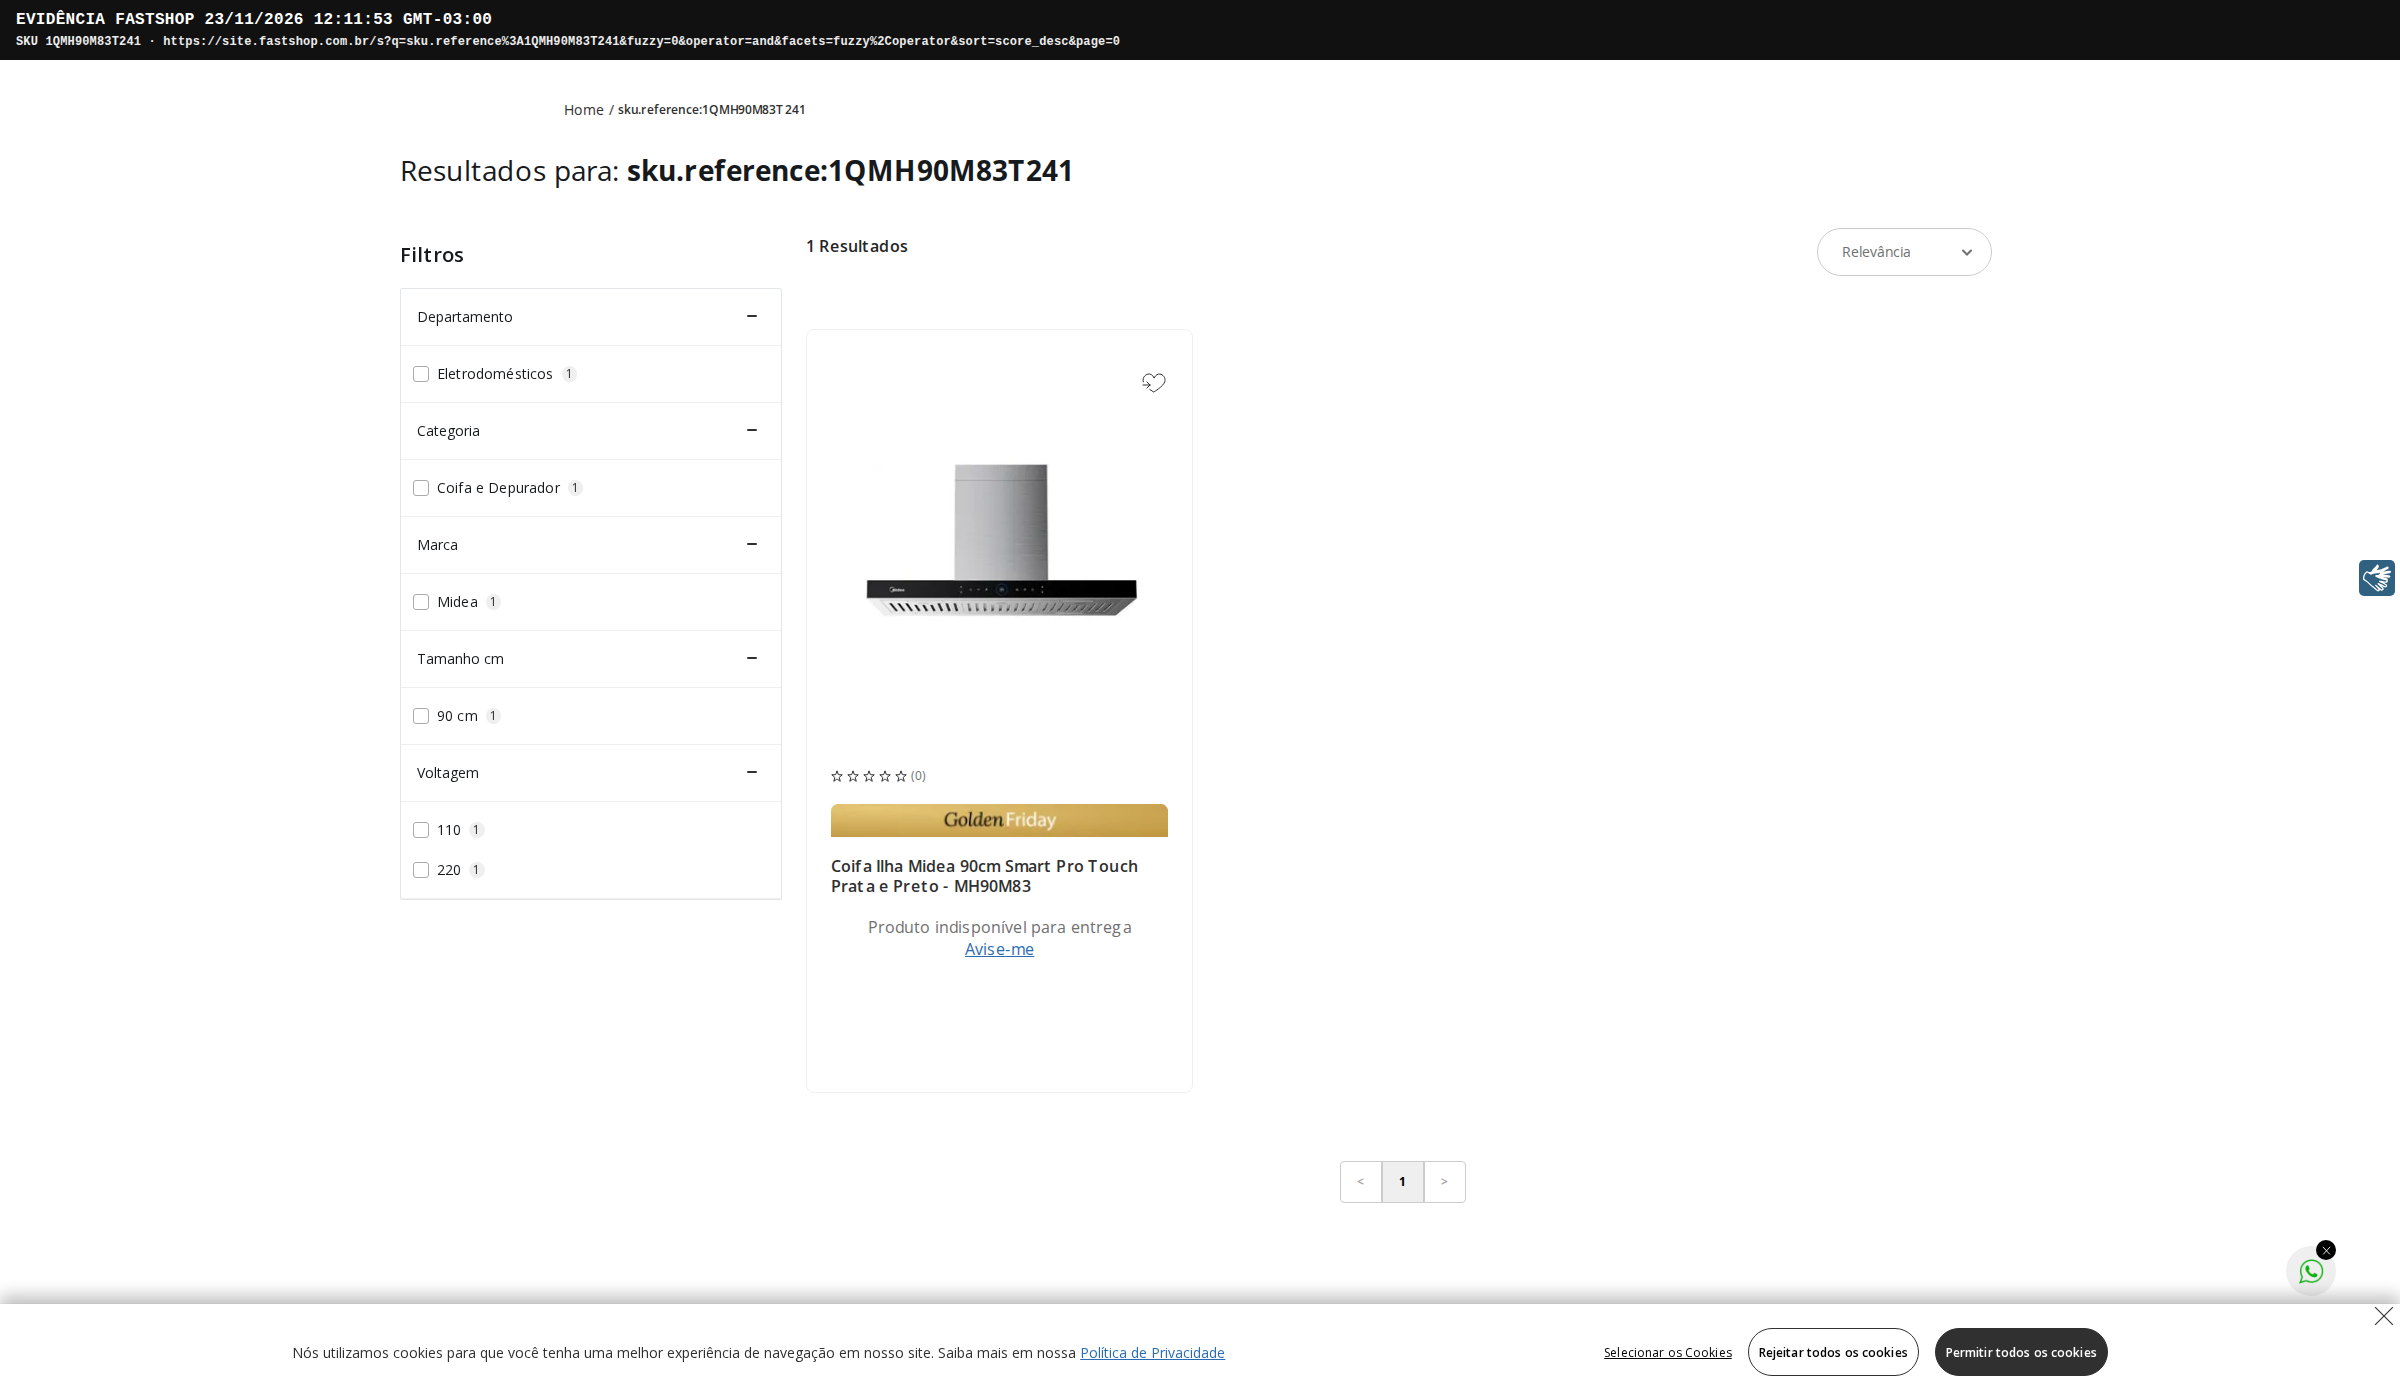 EVIDÊNCIA FASTSHOP 23/11/2026 12:11:53 GMT-03:00
SKU 1QMH90M83T241 · https://site.fastshop.com.br/s?q=sku.reference%3A1QMH90M83T241&fuzzy=0&operator=and&facets=fuzzy%2Coperator&sort=score_desc&page=0
Home / sku.reference:1QMH90M83T241
Resultados para: sku.reference:1QMH90M83T241
Filtros
1 Resultados
Relevância
Departamento
Eletrodomésticos 1
Categoria
Coifa e Depurador 1
Marca
Midea 1
Tamanho cm
90 cm 1
Voltagem
110 1
220 1
Midea
(0)
Golden Friday
Coifa Ilha Midea 90cm Smart Pro Touch
Prata e Preto - MH90M83
Produto indisponível para entrega
Avise-me
< 1 >
Nós utilizamos cookies para que você tenha uma melhor experiência de navegação em nosso site. Saiba mais em nossa Política de Privacidade
Selecionar os Cookies
Rejeitar todos os cookies
Permitir todos os cookies